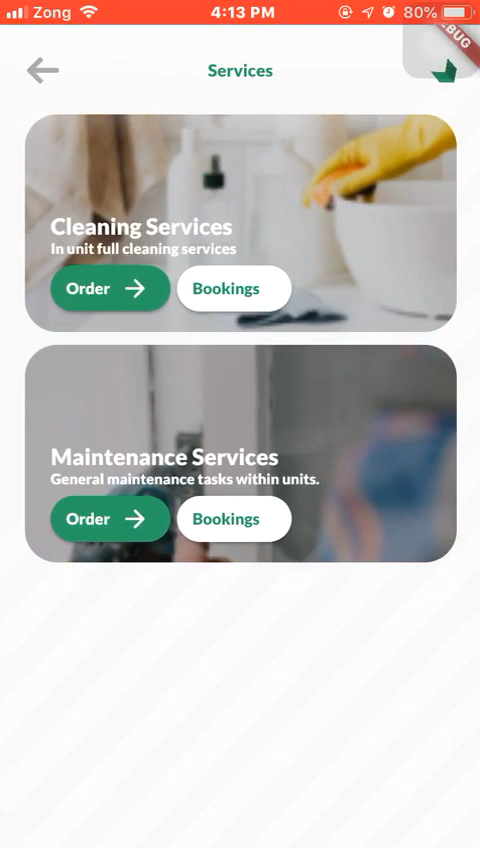 Zong 4:13 PM 80%
Services
Cleaning Services
In unit full cleaning services
Order Bookings
Maintenance Services
General maintenance tasks within units.
Order Bookings